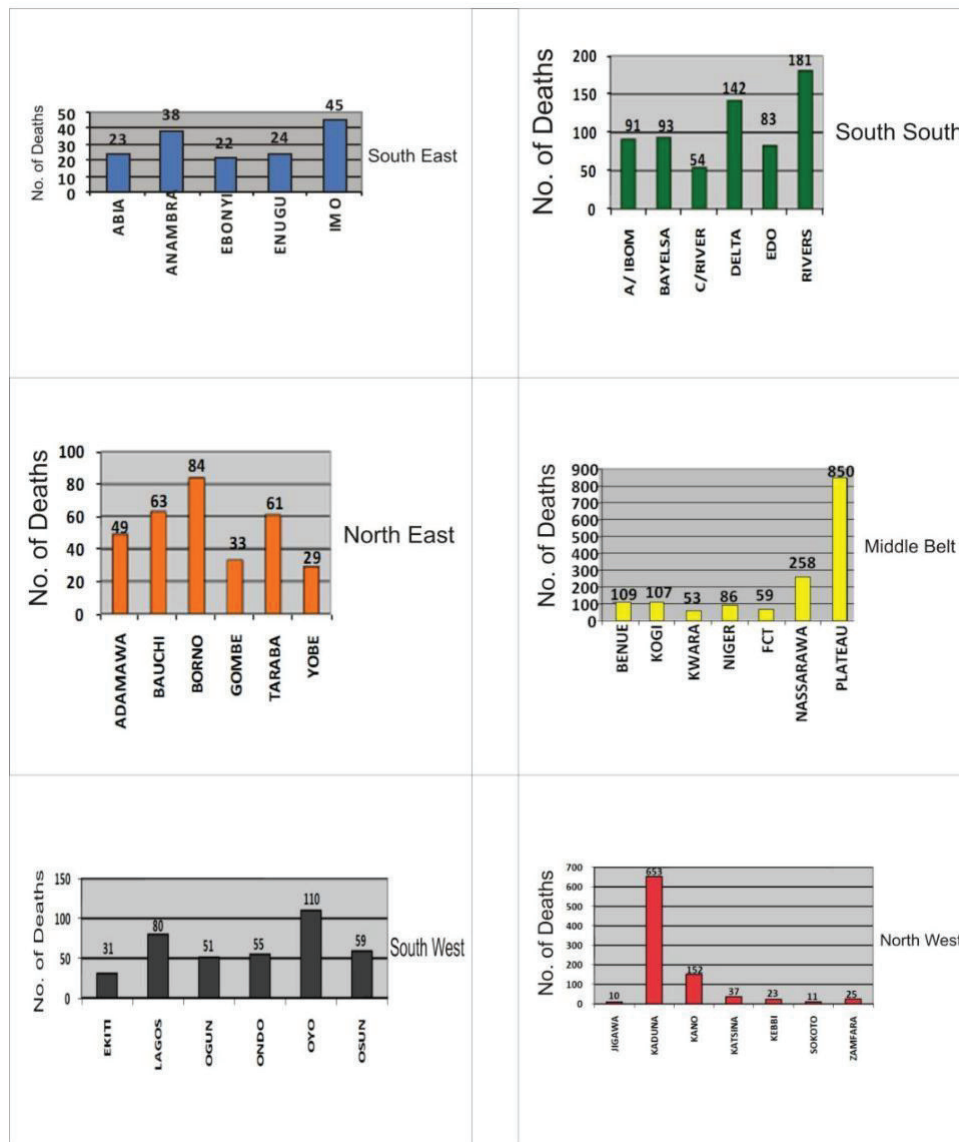 No. of Deaths
50
40
30
20
10
0
23
38
22
24
45
ABIA
ANAMBRA
EBONYI
ENUGU
IMO
South East
No. of Deaths
200
150
100
50
0
91
93
54
142
83
181
A/ IBOM
BAYELSA
C/RIVER
DELTA
EDO
RIVERS
South South
No. of Deaths
100
80
60
40
20
0
49
63
84
33
61
29
ADAMAWA
BAUCHI
BORNO
GOMBE
TARABA
YOBE
North East
900
800
700
600
500
400
300
200
100
0
No. of Deaths
109
107
53
86
59
258
850
BENUE
KOGI
KWARA
NIGER
FCT
NASSARAWA
PLATEAU
Middle Belt
No. of Deaths
150
100
50
0
31
80
51
55
110
59
EKITI
LAGOS
OGUN
ONDO
OYO
OSUN
South West
No. of Deaths
700
600
500
400
300
200
100
0
10
653
152
37
23
11
25
JIGAWA
KADUNA
KANO
KATSINA
KEBBI
SOKOTO
ZAMFARA
North West